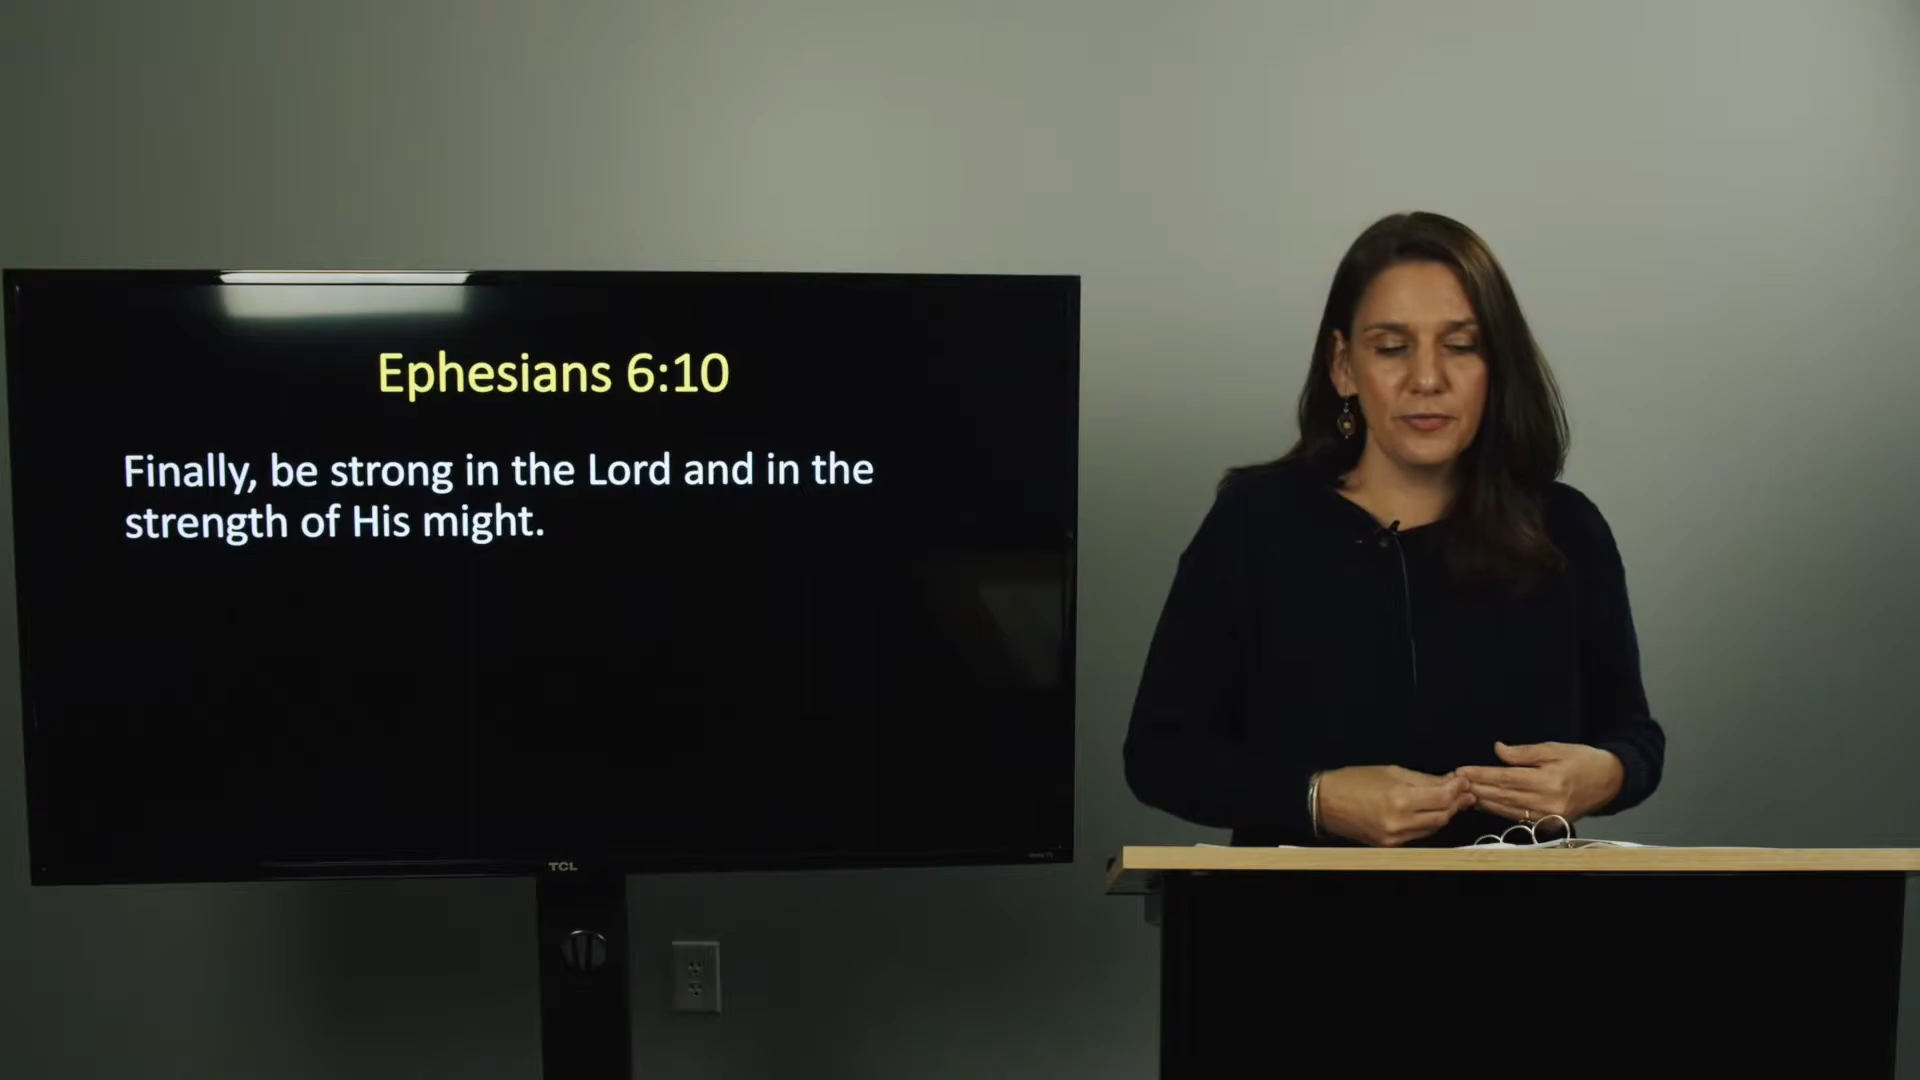 Ephesians 6:10
Finally, be strong in the Lord and in the
strength of His might.
TCL